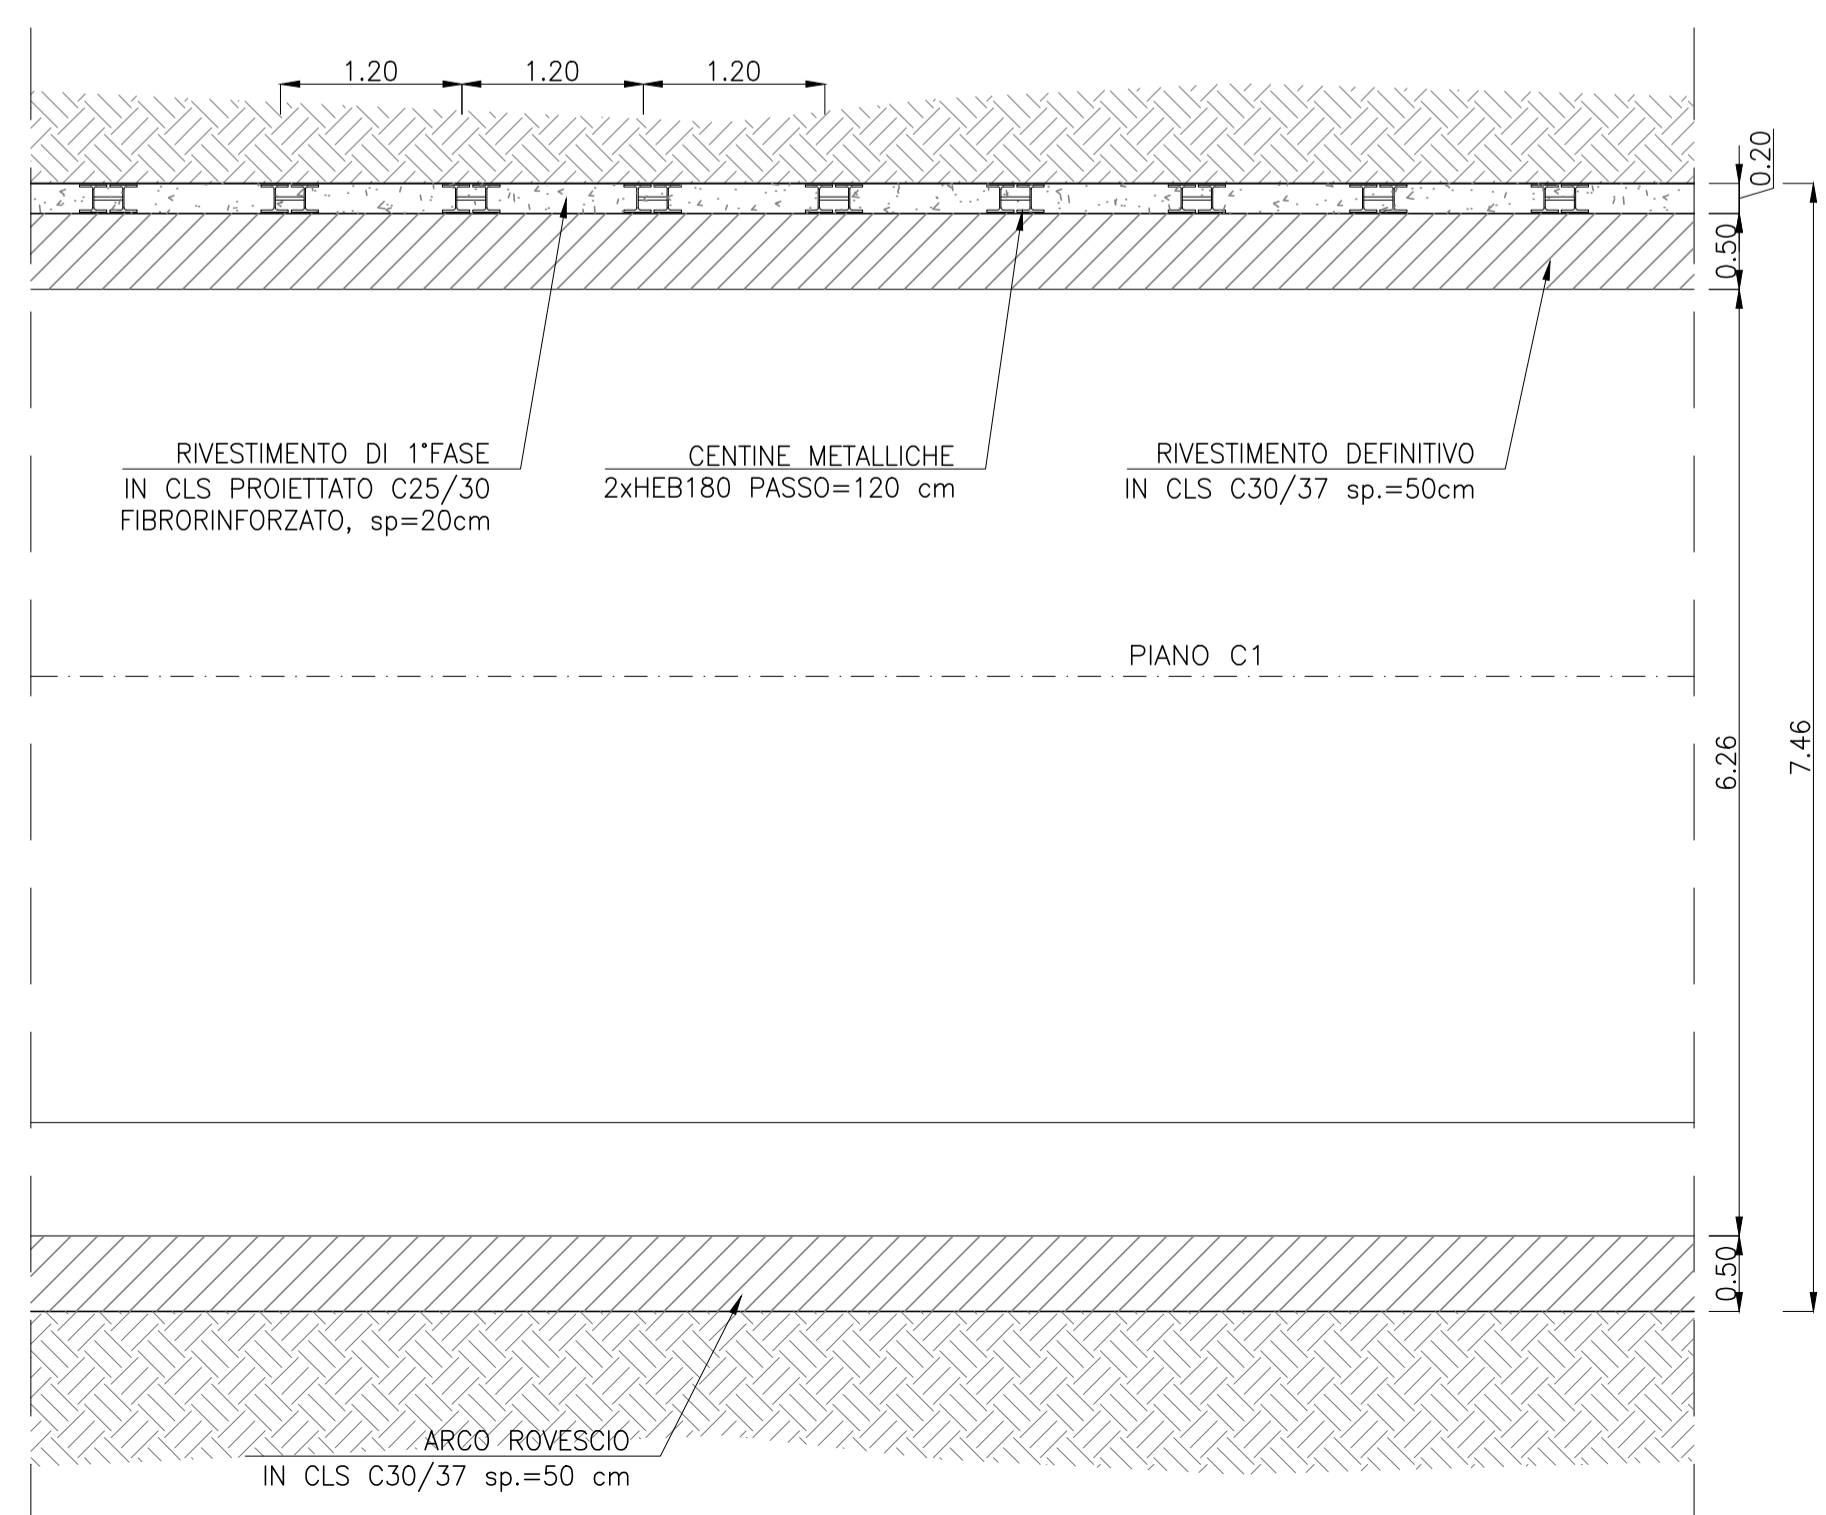 1.20
1.20
1.20
0.20
0.50
RIVESTIMENTO DI 1°FASE
IN CLS PROIETTATO C25/30
FIBRORINFORZATO, sp=20cm
CENTINE METALLICHE
2xHEB180 PASSO=120 cm
RIVESTIMENTO DEFINITIVO
IN CLS C30/37 sp.=50cm
PIANO C1
6.26
7.46
0.50
ARCO ROVESCIO
IN CLS C30/37 sp.=50 cm